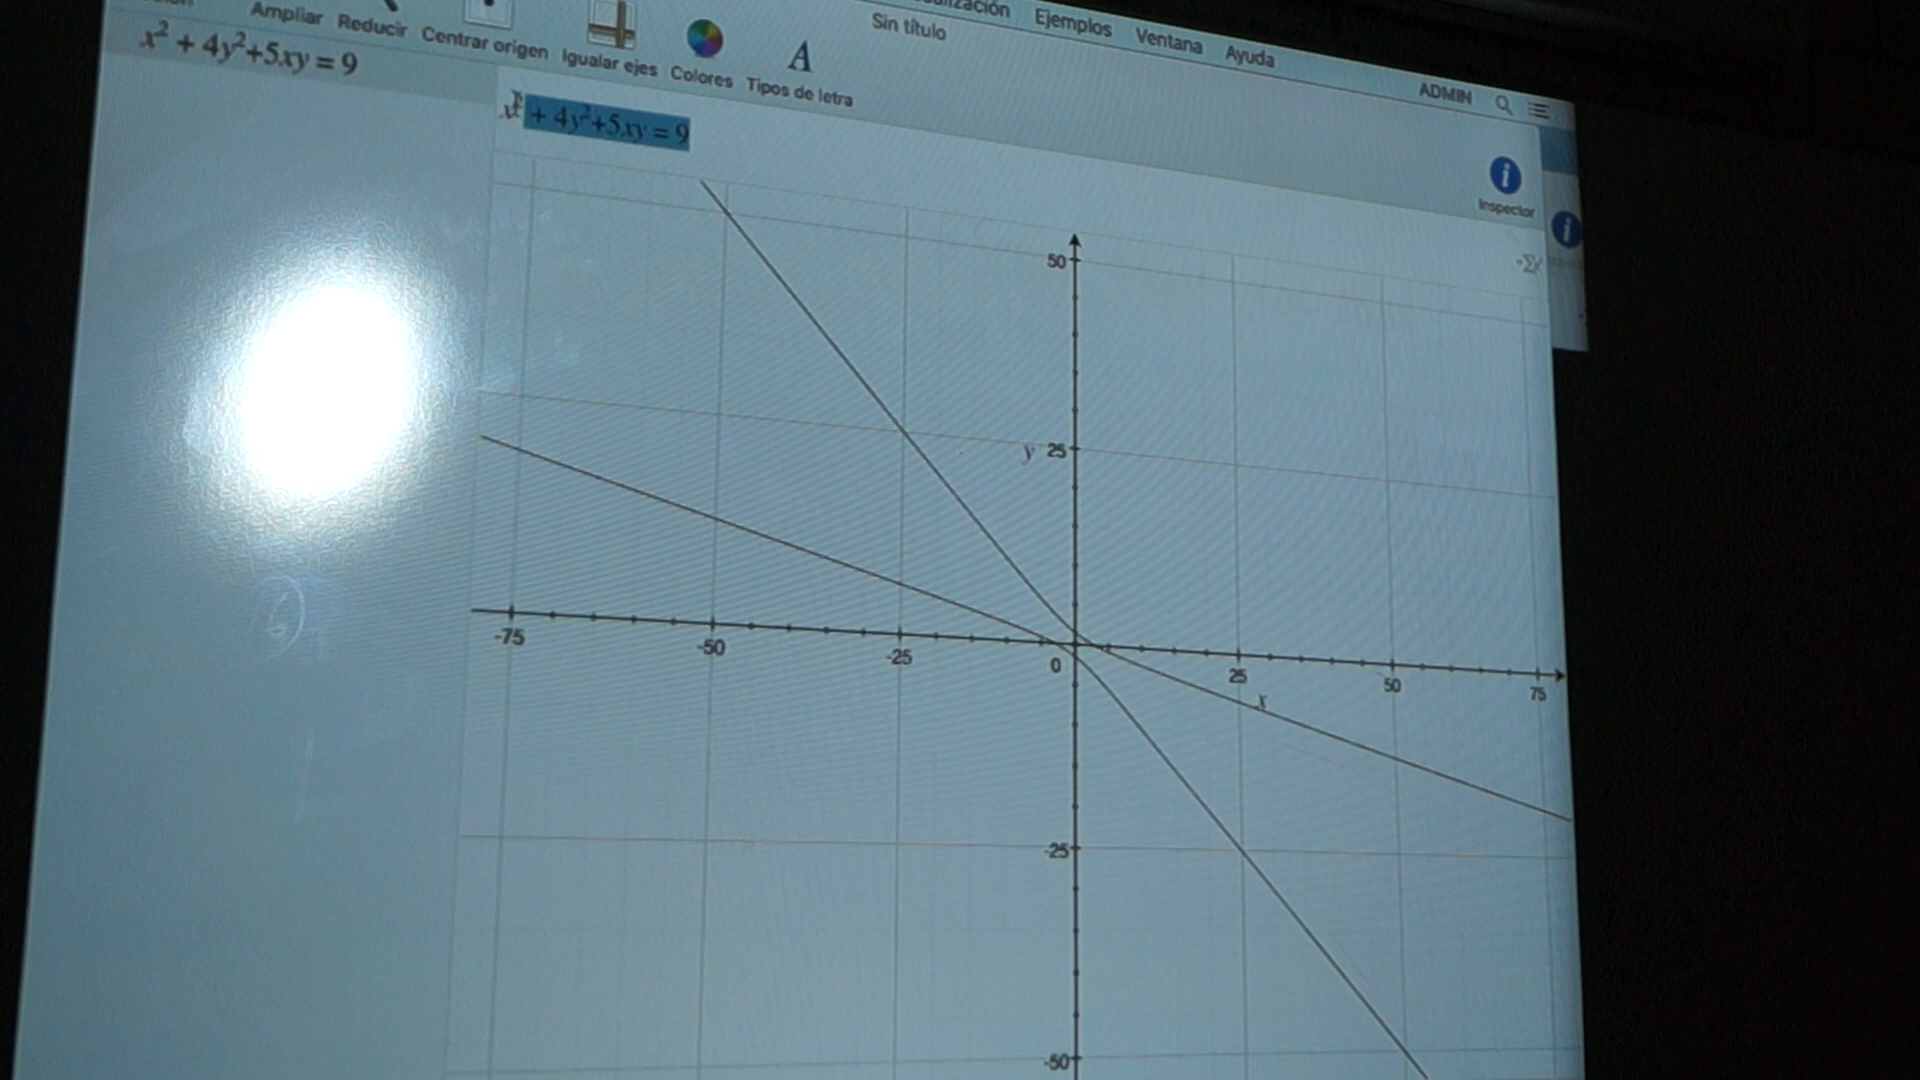 Ejemplos Ventana Ayuda
Ampliar Reducir Centrar origen Igualar ejes Colores Tipos de letra
Sin título
ADMIN
x² + 4y²+5xy = 9
x² + 4y²+5xy = 9
i
Inspector
i
50
y 25
-75 -50 -25 0 25 50 75
x
-25
-50